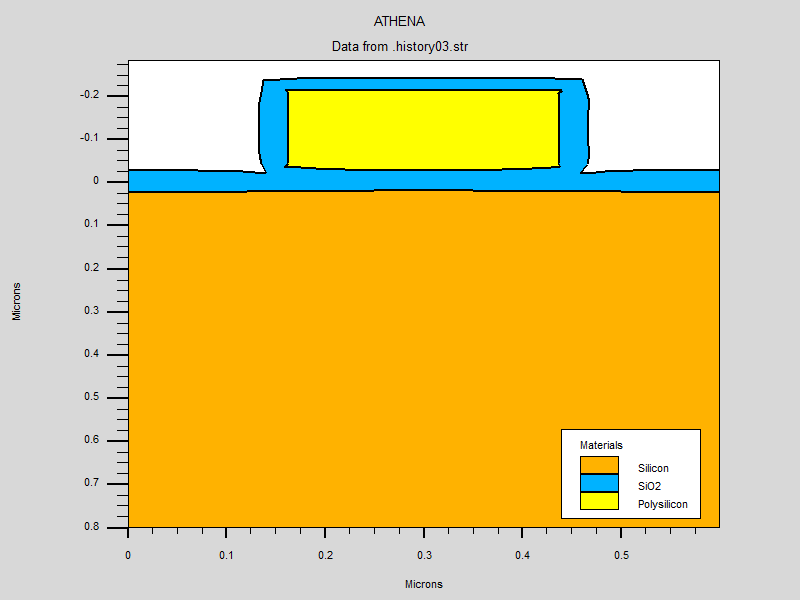 ATHENA
Data from .history03.str
-0.2
-0.1
0
0.1
0.2
0.3
0.4
0.5
0.6
0.7
0.8
Microns
Materials
Silicon
SiO2
Polysilicon
0 0.1 0.2 0.3 0.4 0.5
Microns